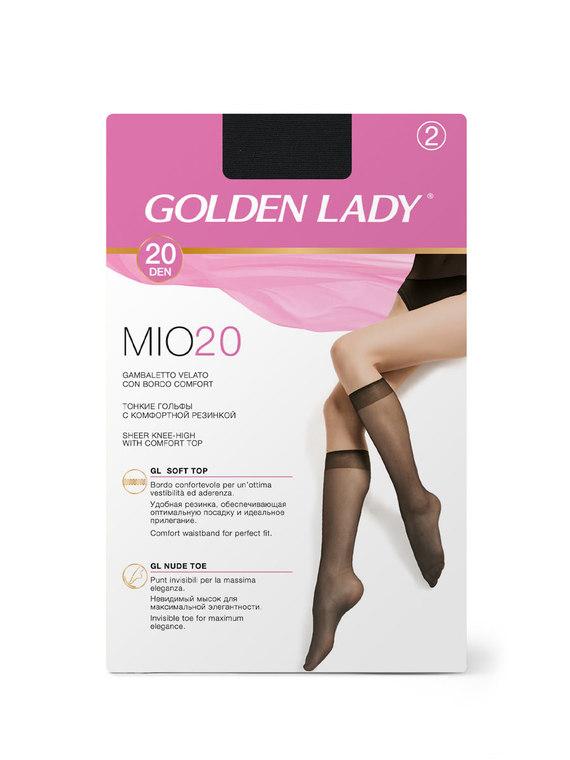 2
GOLDEN LADY®
20
DEN
MIO20
GAMBALETTO VELATO
CON BORDO COMFORT
ТОНКИЕ ГОЛЬФЫ
С КОМФОРТНОЙ РЕЗИНКОЙ
SHEER KNEE-HIGH
WITH COMFORT TOP
GL SOFT TOP
Bordo confortevole per un'ottima
vestibilità ed aderenza.
Удобная резинка, обеспечивающая
оптимальную посадку и идеальное
прилегание.
Comfort waistband for perfect fit.
GL NUDE TOE
Punt invisibili per la massima
eleganza.
Невидимый мысок для
максимальной элегантности.
Invisible toe for maximum
elegance.